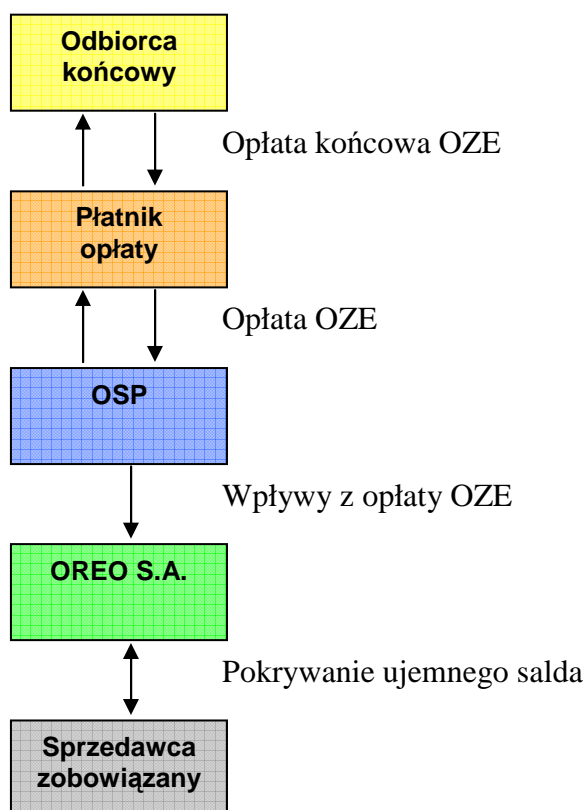 Odbiorca
końcowy
Opłata końcowa OZE
Płatnik
opłaty
Opłata OZE
OSP
Wpływy z opłaty OZE
OREO S.A.
Pokrywanie ujemnego salda
Sprzedawca
zobowiązany